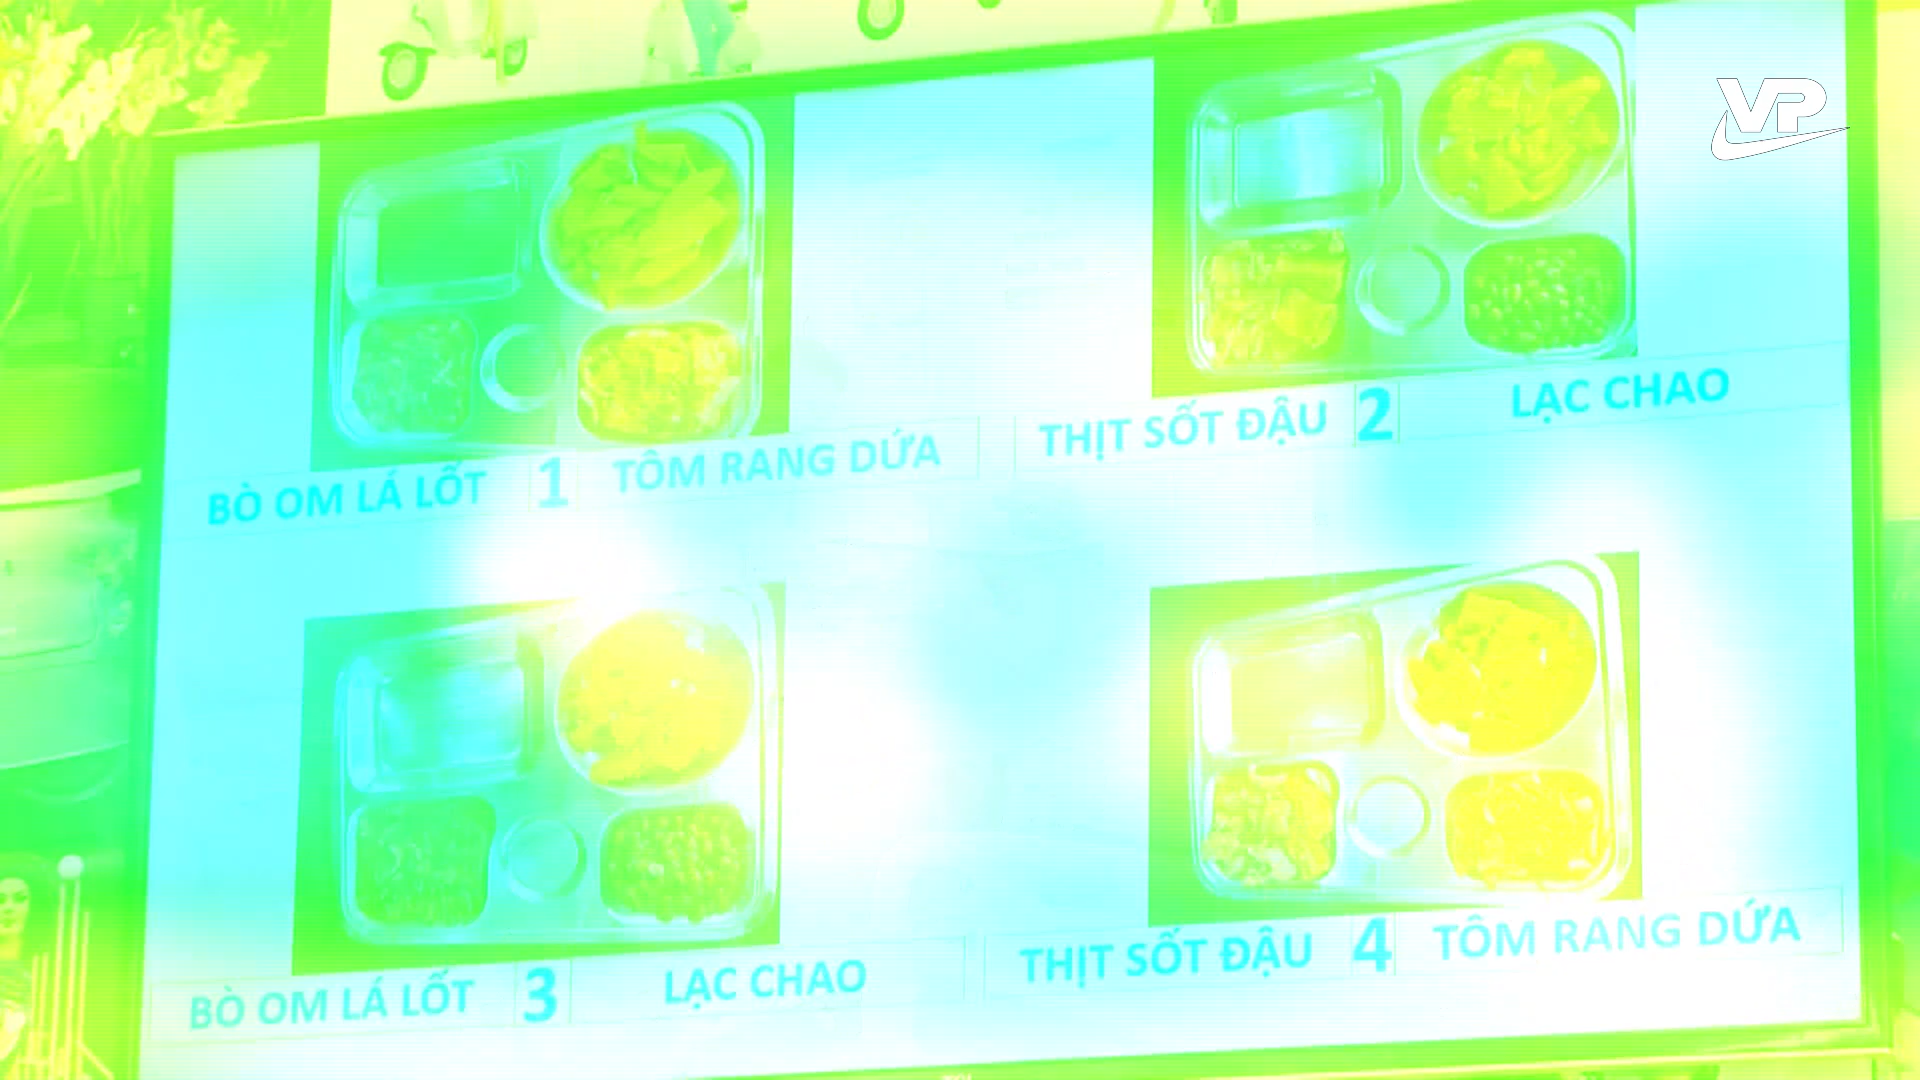 VP
BÒ OM LÁ LỐT 1 TÔM RANG DỨA
THỊT SỐT ĐẬU 2 LẠC CHAO
BÒ OM LÁ LỐT 3 LẠC CHAO
THỊT SỐT ĐẬU 4 TÔM RANG DỨA